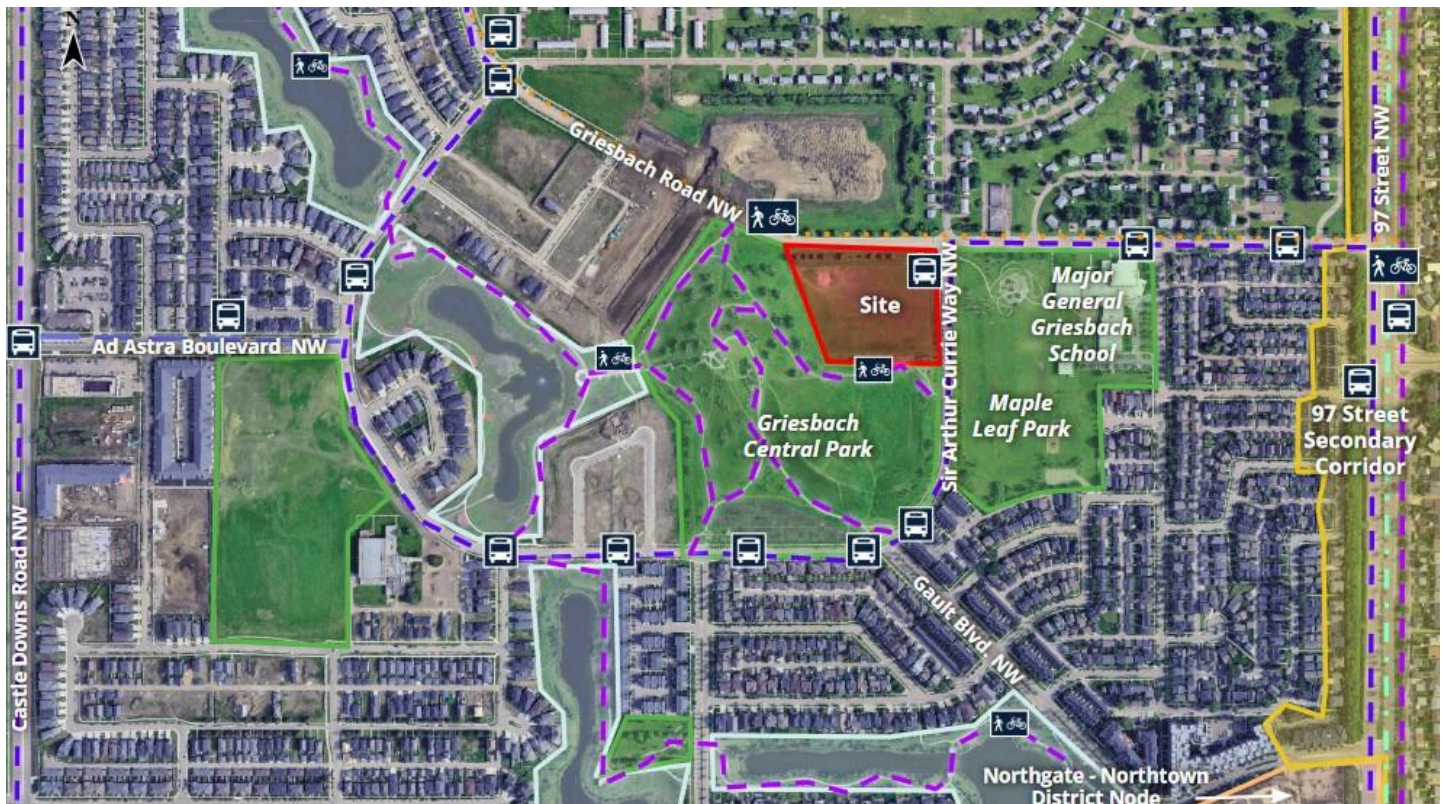 N
Griesbach Road NW
97 Street NW
Site
Major
General
Griesbach
School
Ad Astra Boulevard NW
Sir Arthur Currie Way NW
Maple
Leaf Park
Griesbach
Central Park
97 Street
Secondary
Corridor
Castle Downs Road NW
Gault Blvd. NW
Northgate - Northtown
District Node